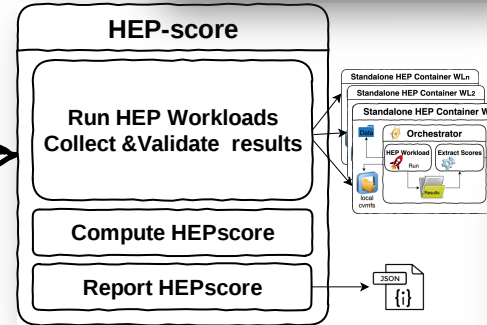 HEP-score
Run HEP Workloads
Collect &Validate  results
Compute HEPscore
Report HEPscore
Standalone HEP Container WLn
Standalone HEP Container WL2
Standalone HEP Container W
Data
Orchestrator
HEP Workload
Run
Extract Scores
Results
local
cvmfs
JSON
{i}